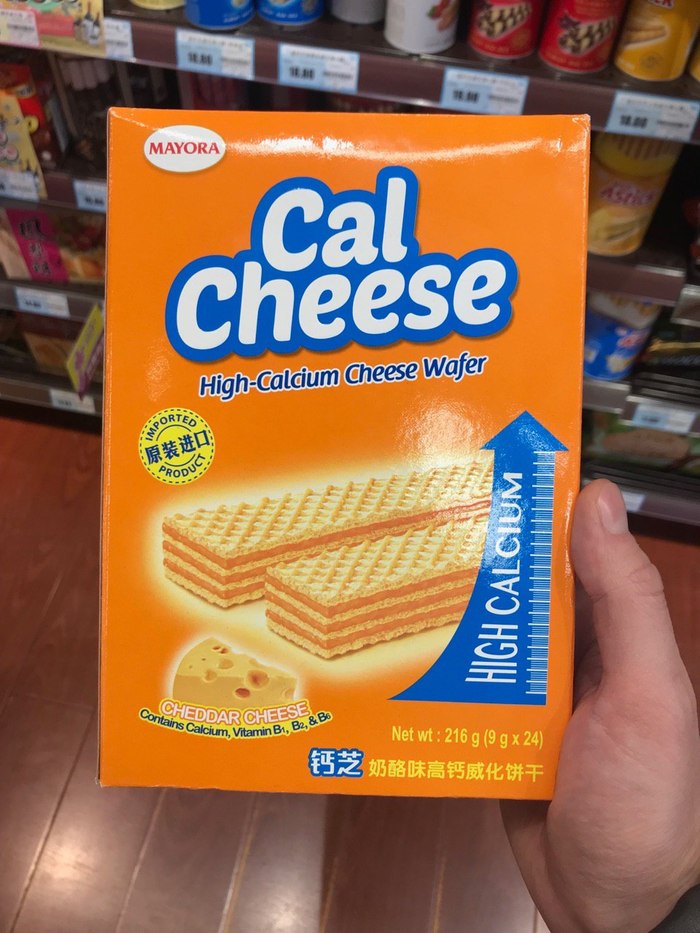 MAYORA
Cal
Cheese
High-Calcium Cheese Wafer
IMPORTED
原装进口
PRODUCT
HIGH CALCIUM
CHEDDAR CHEESE
Contains Calcium, Vitamin B1, B2, & B6
Net wt : 216 g (9 g x 24)
钙芝 奶酪味高钙威化饼干